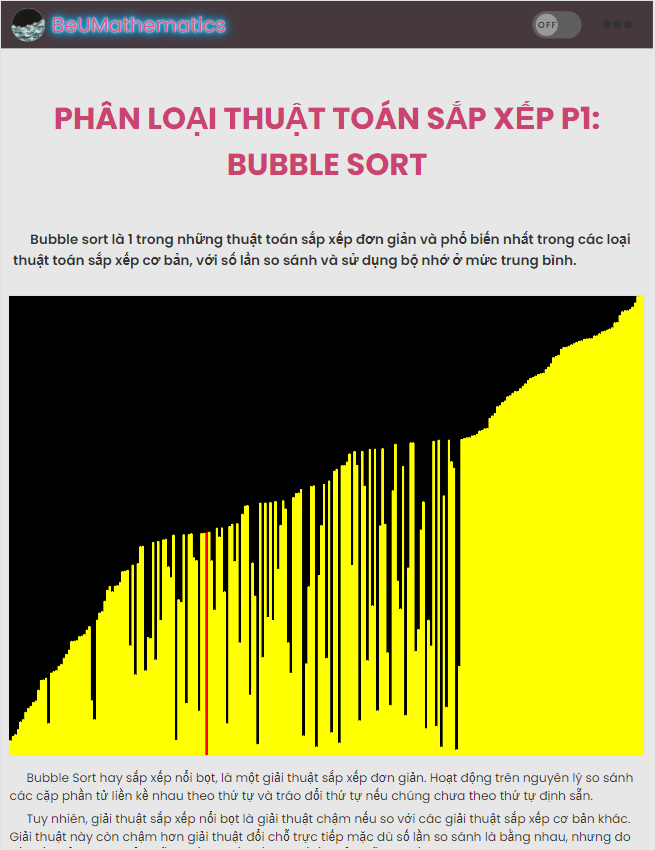 BeUMathematics
OFF
PHÂN LOẠI THUẬT TOÁN SẮP XẾP P1:
BUBBLE SORT
Bubble sort là 1 trong những thuật toán sắp xếp đơn giản và phổ biến nhất trong các loại
thuật toán sắp xếp cơ bản, với số lần so sánh và sử dụng bộ nhớ ở mức trung bình.
Bubble Sort hay sắp xếp nổi bọt, là một giải thuật sắp xếp đơn giản. Hoạt động trên nguyên lý so sánh
các cặp phần tử liền kề nhau theo thứ tự và tráo đổi thứ tự nếu chúng chưa theo thứ tự định sẵn.
Tuy nhiên, giải thuật sắp xếp nổi bọt là giải thuật chậm nếu so với các giải thuật sắp xếp cơ bản khác.
Giải thuật này còn chậm hơn giải thuật đổi chỗ trực tiếp mặc dù số lần so sánh là bằng nhau, nhưng do